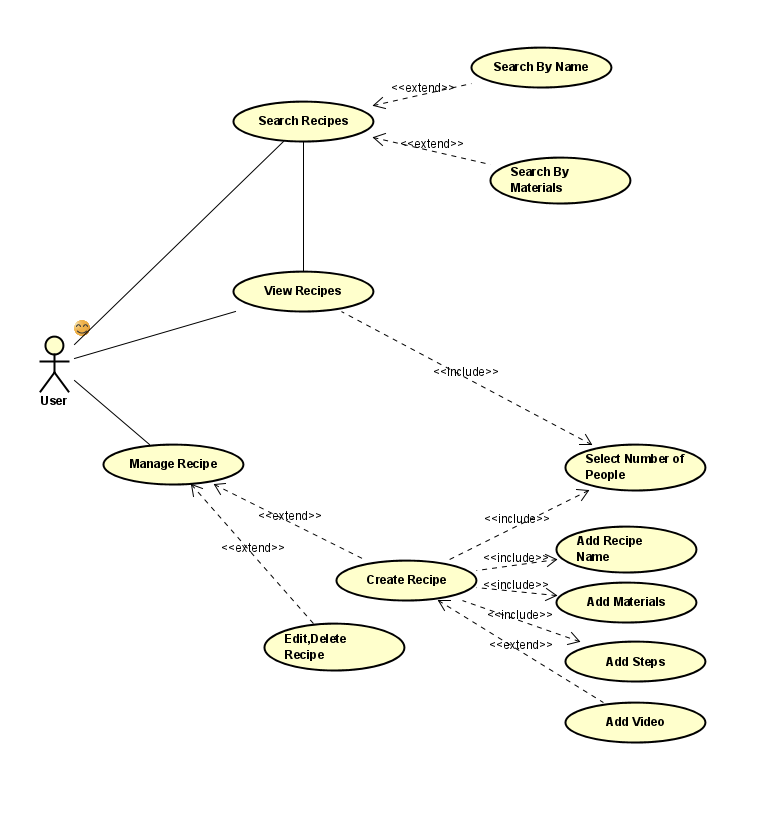 Search By Name
<<extend>>
Search Recipes
<<extend>>
Search By
Materials
View Recipes
<<include>>
User
Manage Recipe
Select Number of
People
<<extend>>
<<include>>
<<extend>>
Add Recipe
Name
<<include>>
Create Recipe
<<include>>
Add Materials
<<include>>
Edit,Delete
Recipe
<<extend>>
Add Steps
Add Video